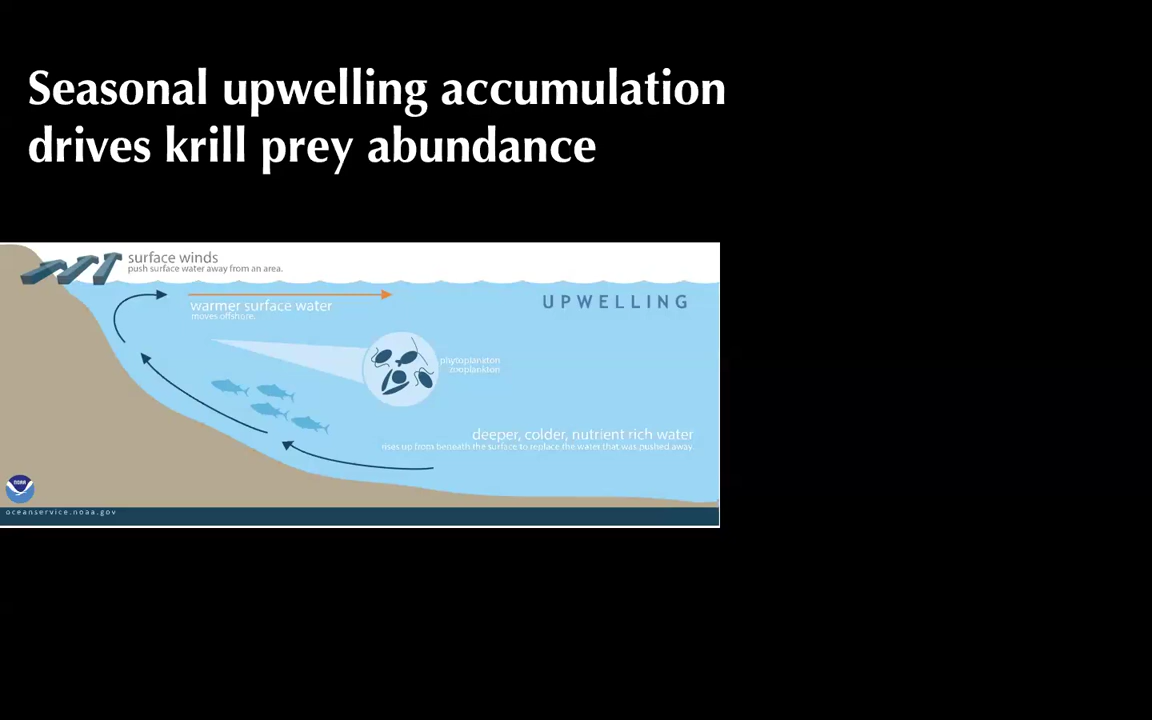 Seasonal upwelling accumulation
drives krill prey abundance
surface winds
push surface water away from an area.
warmer surface water
moves offshore.
UPWELLING
phytoplankton
zooplankton
deeper, colder, nutrient rich water
rises up from beneath the surface to replace the water that was pushed away.
NOAA
oceanservice.noaa.gov